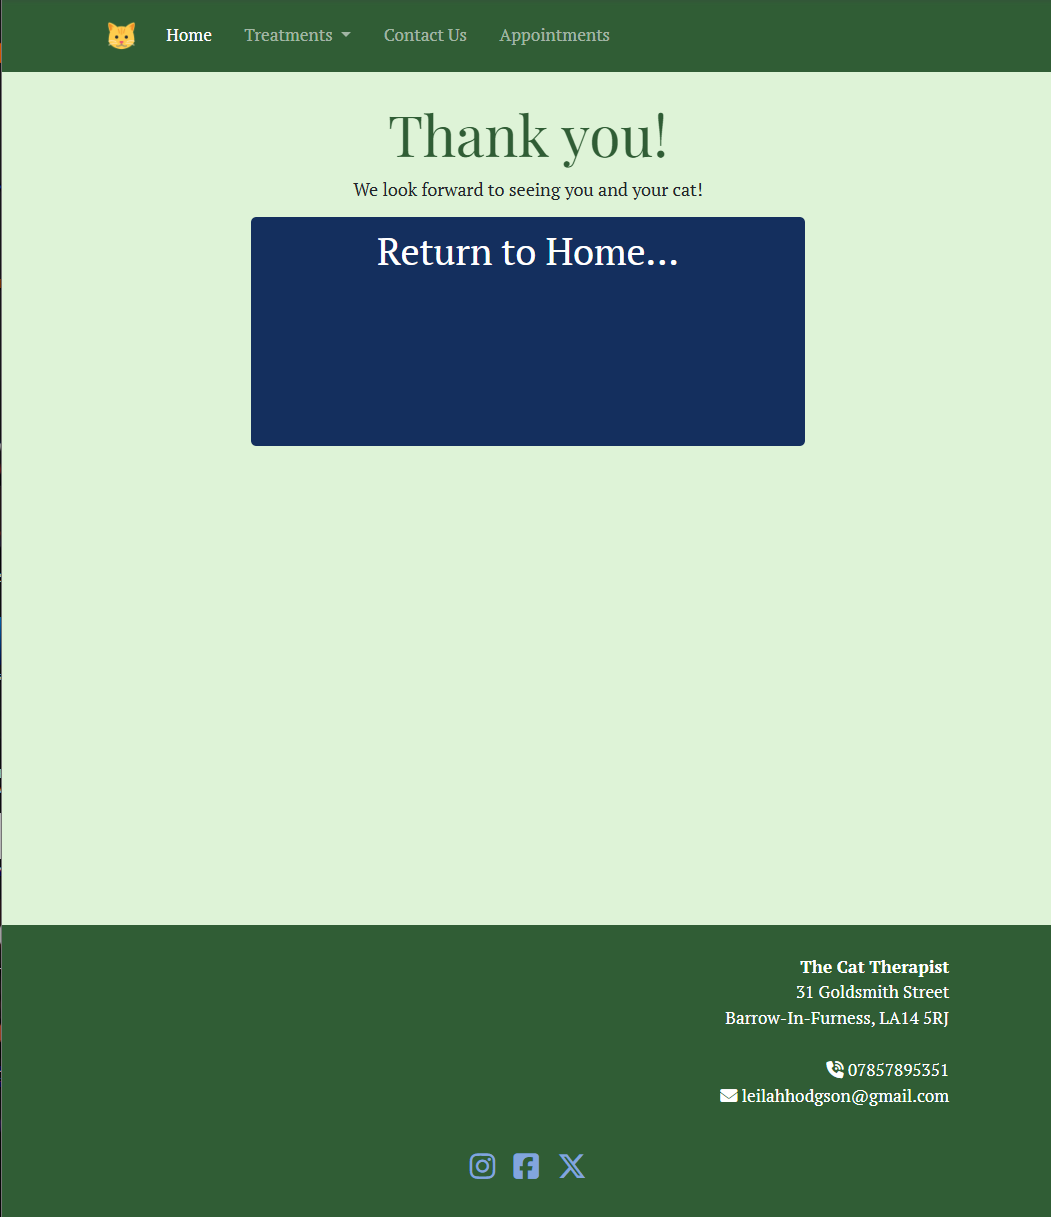 Home Treatments Contact Us Appointments
Thank you!
We look forward to seeing you and your cat!
Return to Home...
The Cat Therapist
31 Goldsmith Street
Barrow-In-Furness, LA14 5RJ
07857895351
leilahhodgson@gmail.com